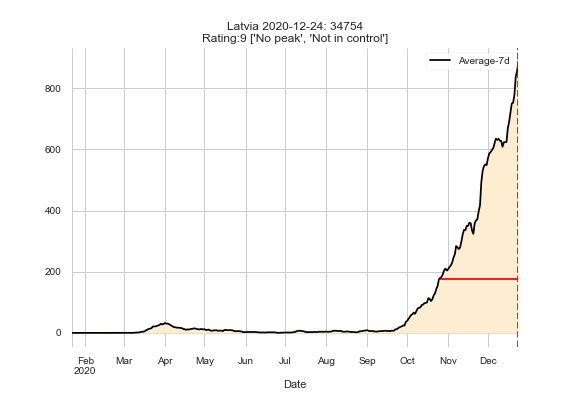 Latvia 2020-12-24: 34754
Rating:9 ['No peak', 'Not in control']
Average-7d
800
600
400
200
0
Feb Mar Apr May Jun Jul Aug Sep Oct Nov Dec
2020
Date